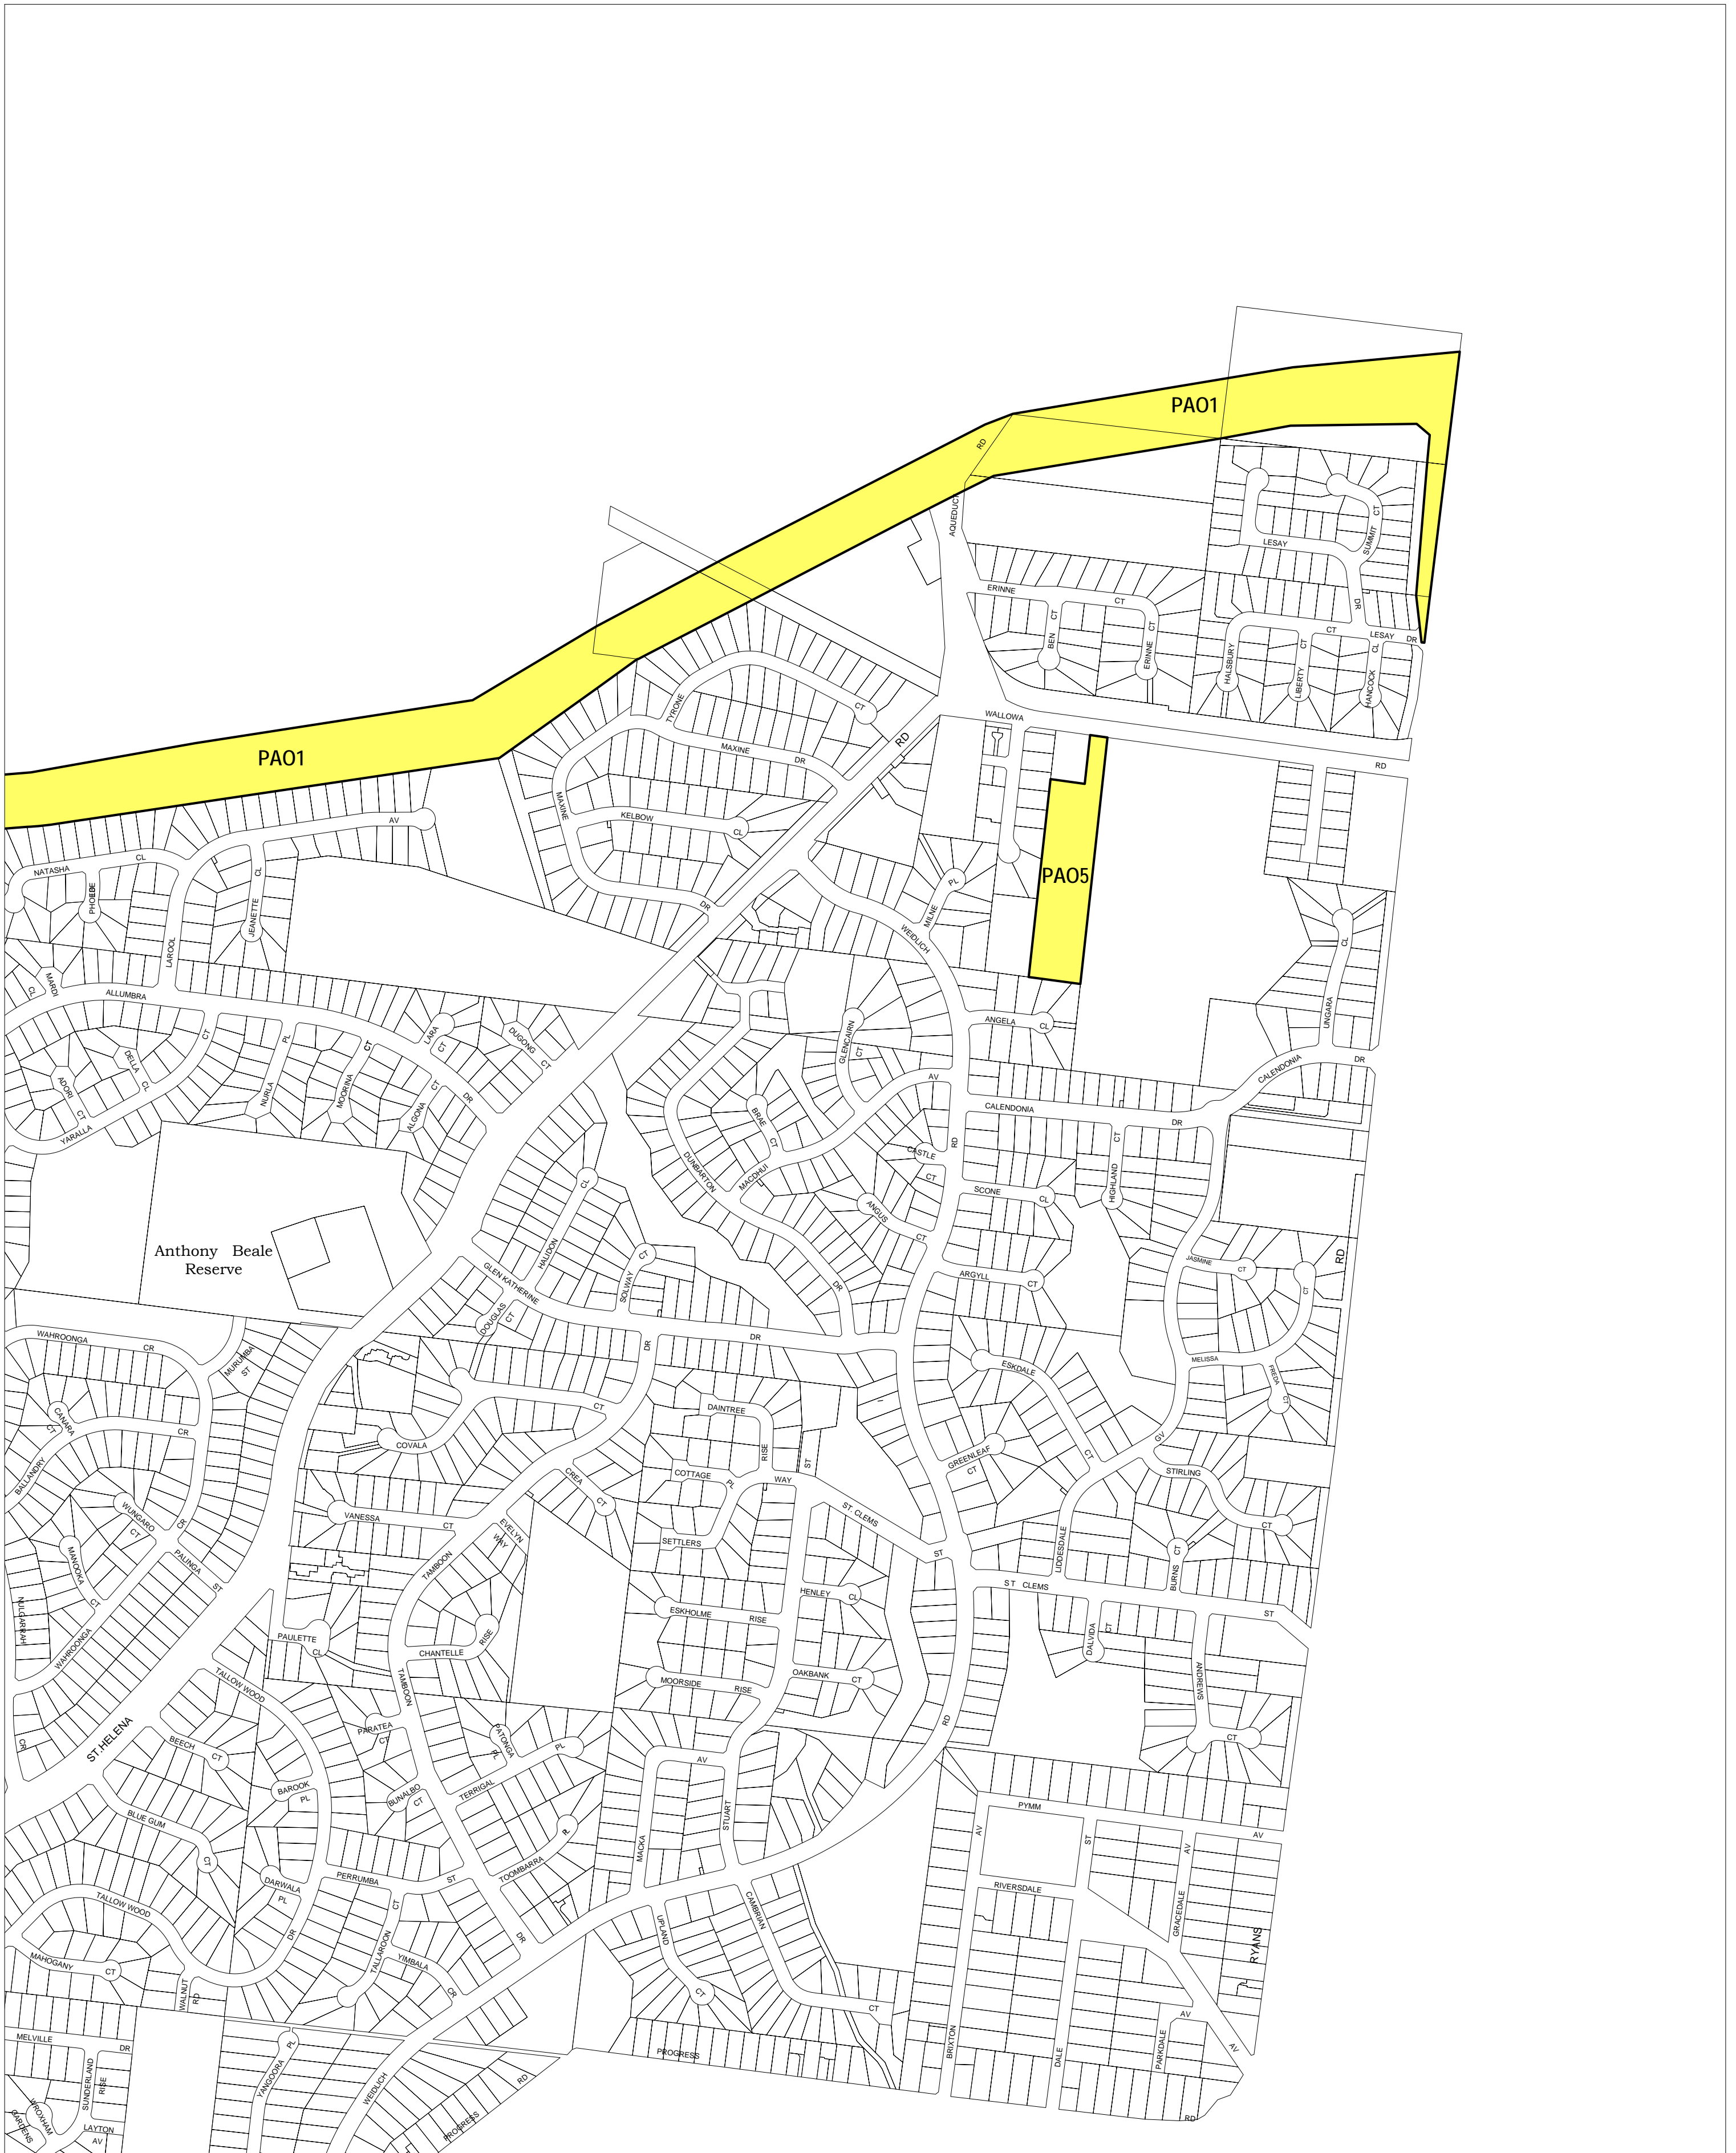 PAO1
RD
AQUEDUCT
LESAY
SUMMIT
CT
DR
ERINNE
CT
BEN
CT
ERINNE
CT
HALSBURY
CT
LIBERTY
CT
LESAY DR
HANCOCK
CL
PAO1
TYRONE
CT
MAXINE
DR
MAXINE
DR
KELBOW
CL
RD
WALLOWA
RD
PAO5
AV
NATASHA
CL
PHOEBE
JEANETTE
CL
LAROOL
MARDI
CL
ALLUMBRA
DR
MILNE
PL
WEIDLICH
RD
ANGELA
CL
UNGARA
CL
CALENDONIA
DR
CALENDONIA
DR
LARA
CT
DUGONG
CT
DELLA
CL
ADORI
CT
YARALLA
CT
NURLA
PL
MOORINA
CT
ALGONA
CT
GLENCAIRN
CT
BRAE
CT
MACDHUI
AV
DUNBARTON
DR
CASTLE
CT
ANGUS
CT
SCONE
CL
HIGHLAND
CT
ARGYLL
CT
JASMINE
CT
RD
CT
MELISSA
FREDA
CT
Anthony Beale
Reserve
HALIDON
CL
SOLWAY
CT
GLEN KATHERINE
DR
DOUGLAS
CT
DR
WAHROONGA
CR
MURUMBA
ST
CANARA
CT
BALLANDRY
CR
WUNGARO
CT
MANOOKA
CT
PALINGA
ST
CR
NULGARRAH
WAHROONGA
CR
COVALA
CT
VANESSA
CT
CREA
CT
EVELYN
WAY
DAINTREE
RISE
COTTAGE
PL
WAY
ST
SETTLERS
ST. CLEMS
ST
ESKDALE
CT
GREENLEAF
CT
GV
STIRLING
CT
LIDDESDALE
BURNS
CT
ST CLEMS
ST
DALVIDA
CT
ANDREWS
CT
HENLEY
CL
ESKHOLME
RISE
OAKBANK
CT
MOORSIDE
RISE
RD
TAMBOON
PAULETTE
CL
CHANTELLE
RISE
TAMBOON
DR
ST.HELENA
TALLOW WOOD
BEECH
CT
BAROOK
PL
BLUE GUM
CT
DARWALA
PL
TALLOW WOOD
DR
PARATEA
CT
PATONGA
PL
TERRIGAL
PL
BUNALBO
CT
PERRUMBA
ST
TOOMBARRA
PL
TALLAROON
CT
YIMBALA
CR
MAHOGANY
CT
WALNUT
RD
MACKA
AV
STUART
UPLAND
CT
CAMBRIAN
CT
PYMM
AV
AV
ST
RIVERSDALE
GRACEDALE
AV
RYANS
BRIXTON
DALE
PARKDALE
AV
AV
RD
MELVILLE
DR
SUNDERLAND
RISE
LAYTON
AV
WROXHAM
GARDENS
YANGOORA
PL
WEIDLICH
PROGRESS
RD
PROGRESS